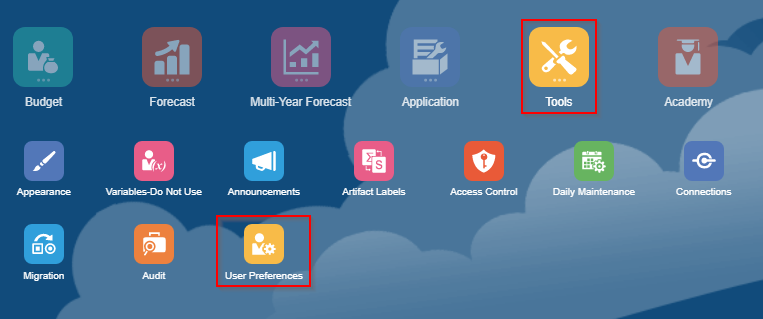 Budget
Forecast
Multi-Year Forecast
Application
Tools
Academy
Appearance
Variables-Do Not Use
Announcements
Artifact Labels
Access Control
Daily Maintenance
Connections
Migration
Audit
User Preferences